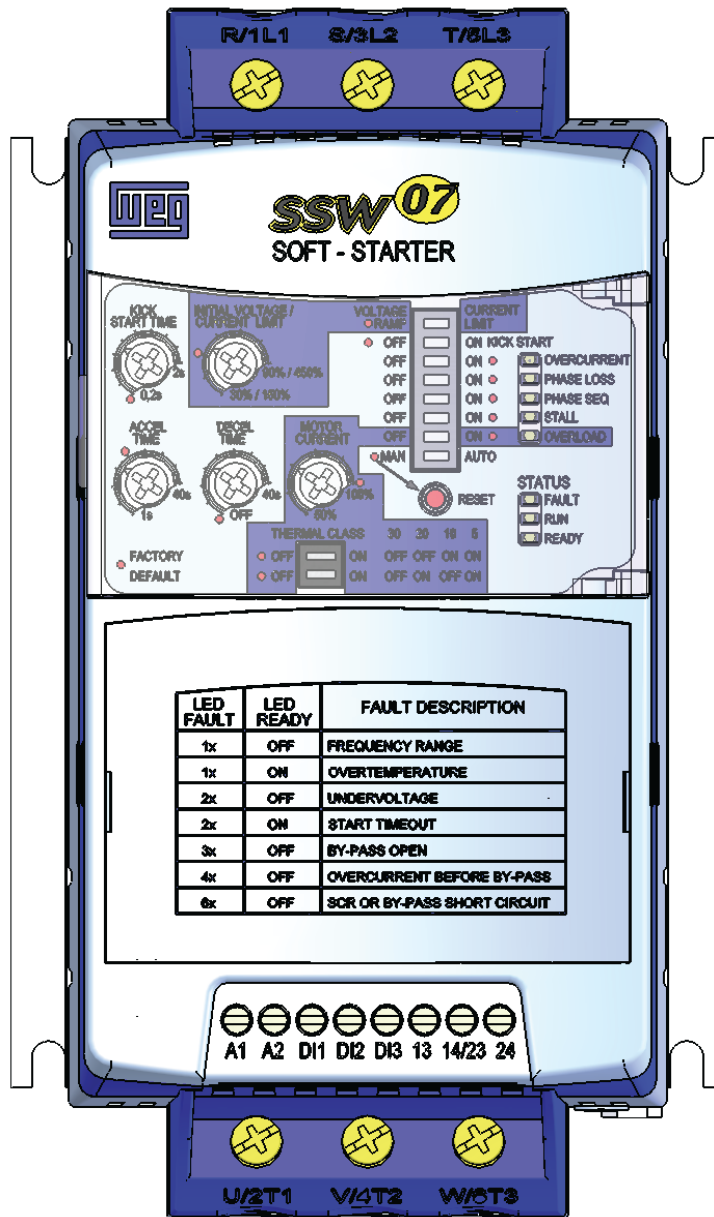 R/1L1 S/3L2 T/5L3
WEG
SSW 07
SOFT - STARTER
KICK
START TIME
2s
0,2s
INITIAL VOLTAGE /
CURRENT LIMIT
90% / 450%
30% / 150%
VOLTAGE
RAMP
CURRENT
LIMIT
OFF ON KICK START
OFF ON OVERCURRENT
OFF ON PHASE LOSS
OFF ON PHASE SEQ
OFF ON STALL
OFF ON OVERLOAD
MAN AUTO
RESET
ACCEL
TIME
40s
1s
DECEL
TIME
40s
OFF
MOTOR
CURRENT
100%
50%
STATUS
FAULT
RUN
READY
THERMAL CLASS 30 20 10 5
OFF ON OFF OFF ON ON
OFF ON OFF ON OFF ON
FACTORY
DEFAULT
LED
FAULT
LED
READY
FAULT DESCRIPTION
1x OFF FREQUENCY RANGE
1x ON OVERTEMPERATURE
2x OFF UNDERVOLTAGE
2x ON START TIMEOUT
3x OFF BY-PASS OPEN
4x OFF OVERCURRENT BEFORE BY-PASS
6x OFF SCR OR BY-PASS SHORT CIRCUIT
A1 A2 DI1 DI2 DI3 13 14/23 24
U/2T1 V/4T2 W/6T3